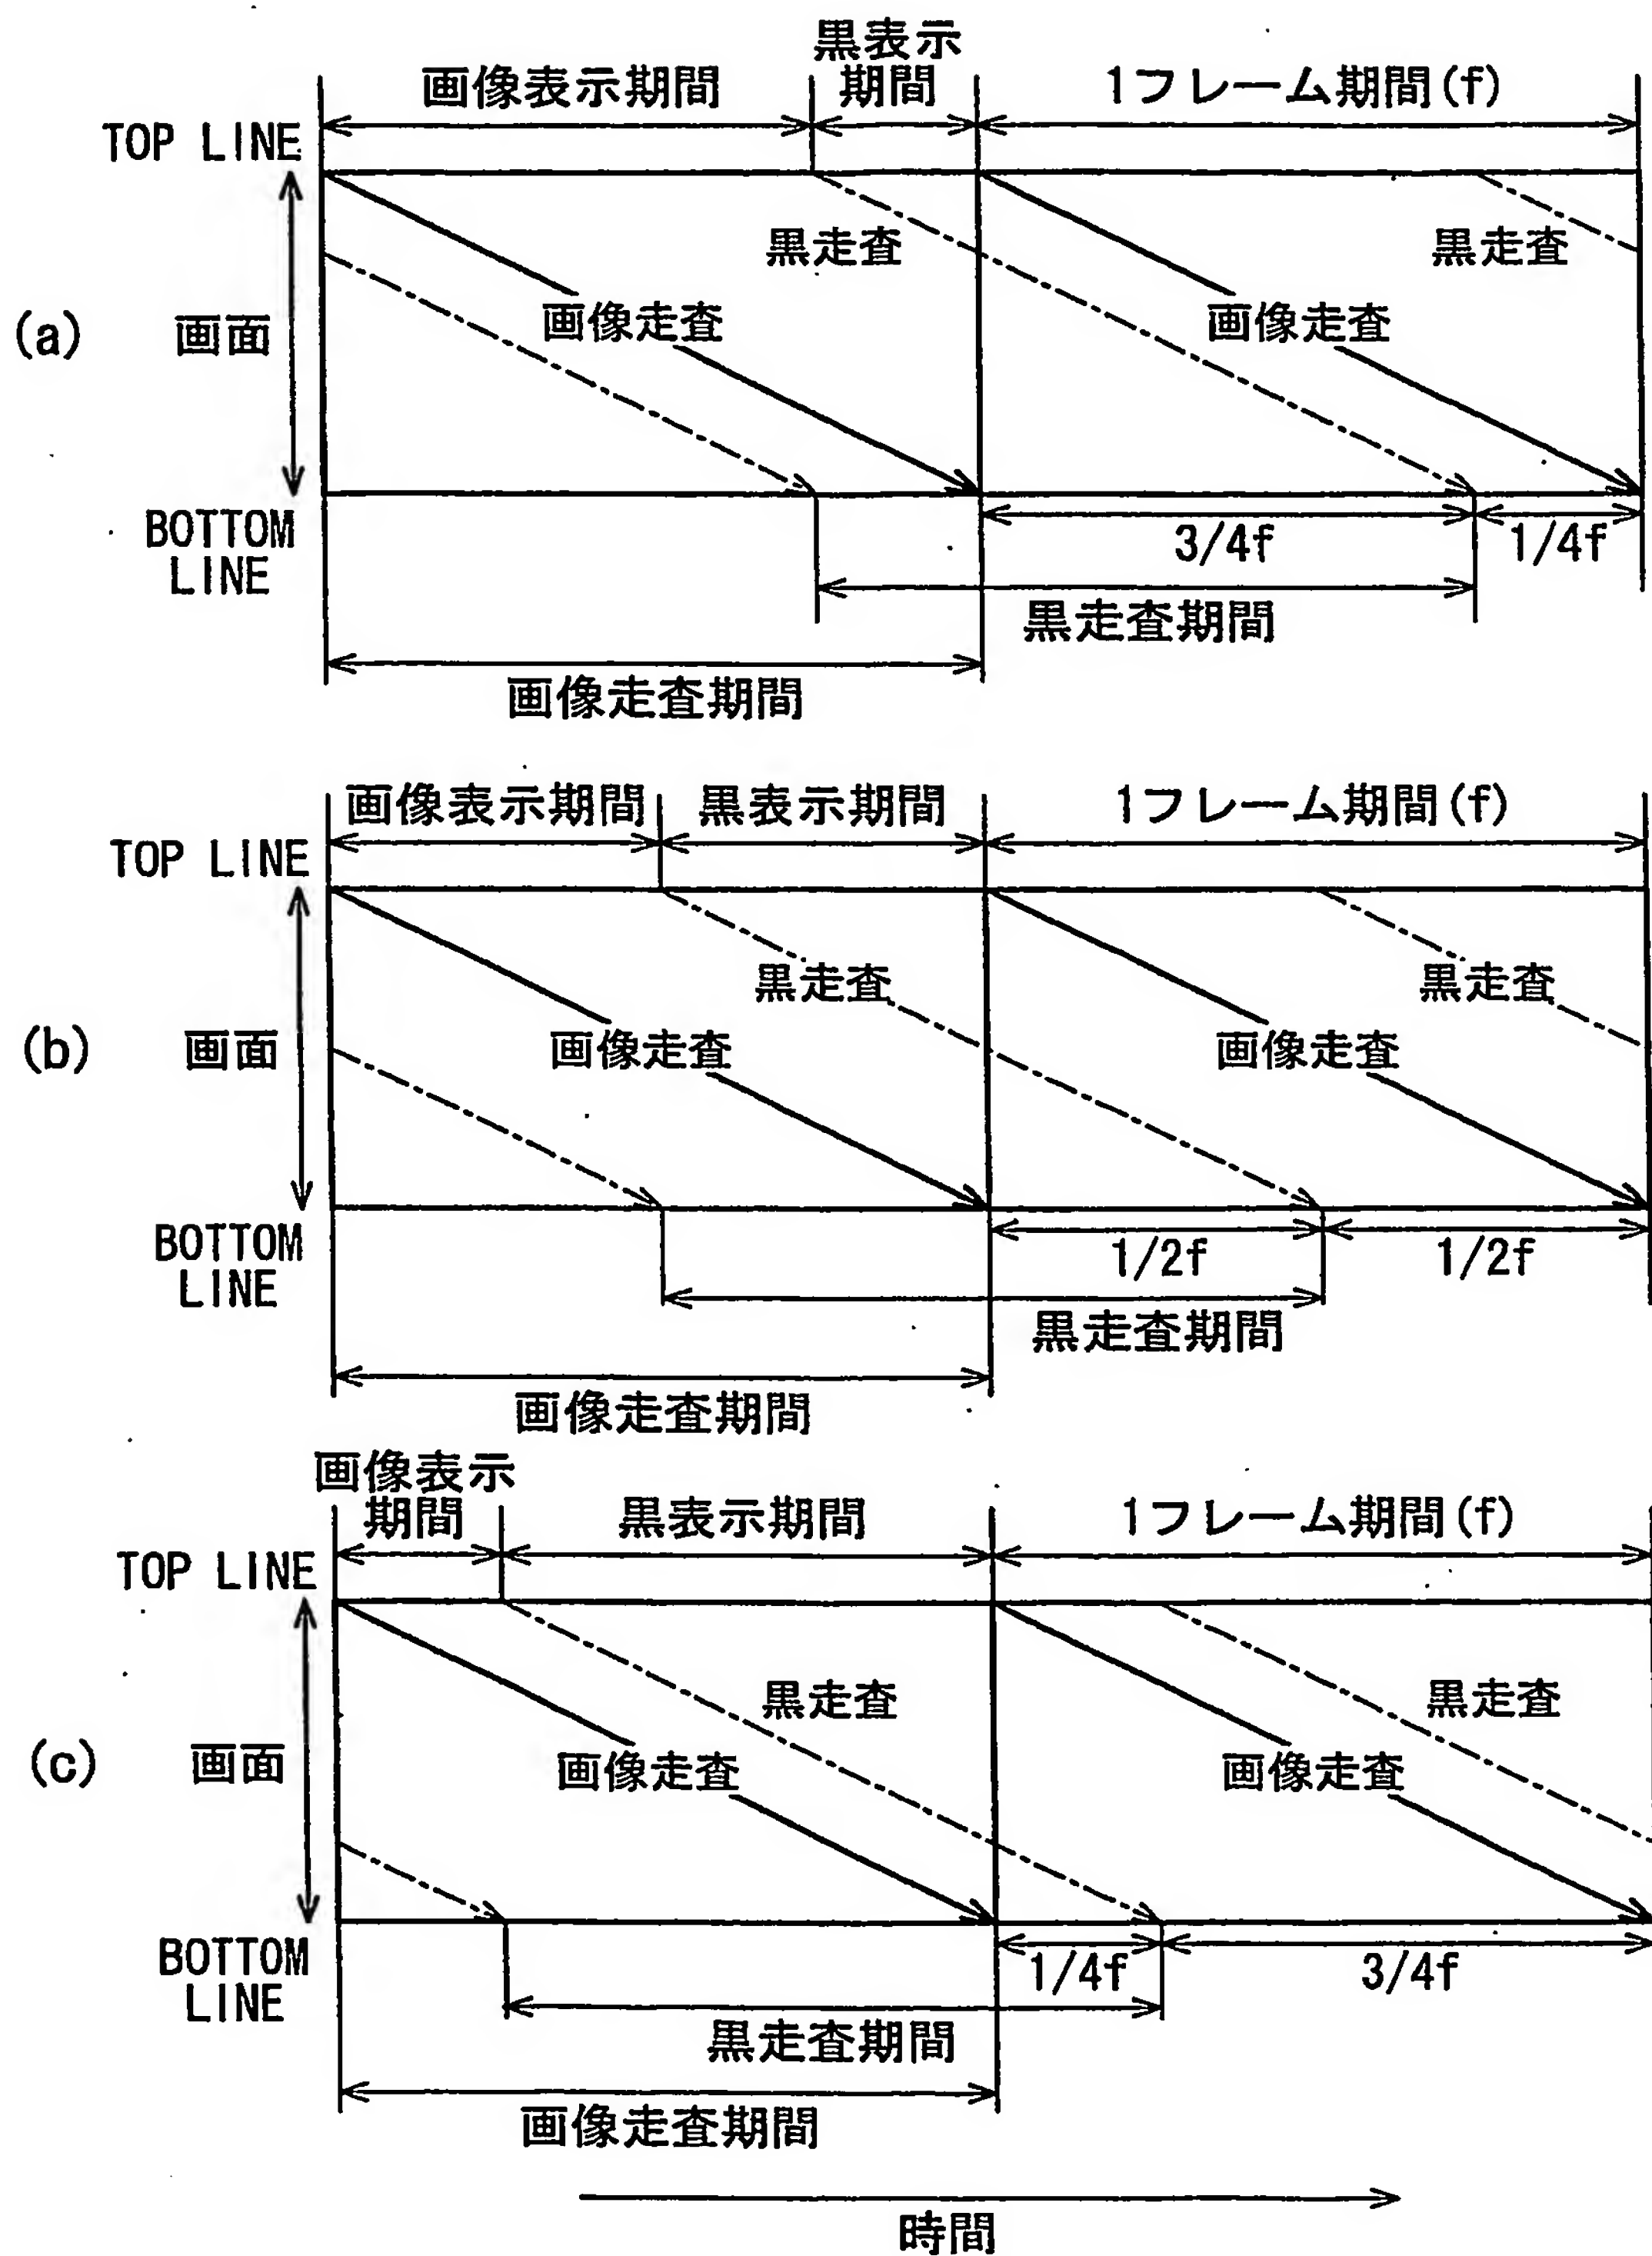 画像表示期間
黒表示
期間
1フレーム期間(f)
TOP LINE
黒走査
黒走査
画像走査
画像走査
(a)
画面
BOTTOM
LINE
3/4f
1/4f
黒走査期間
画像走査期間
画像表示期間
黒表示期間
1フレーム期間(f)
TOP LINE
黒走査
黒走査
(b)
画面
画像走査
画像走査
BOTTOM
LINE
1/2f
1/2f
黒走査期間
画像走査期間
画像表示
期間
黒表示期間
1フレーム期間(f)
TOP LINE
黒走査
黒走査
(c)
画面
画像走査
画像走査
BOTTOM
LINE
1/4f
3/4f
黒走査期間
画像走査期間
時間